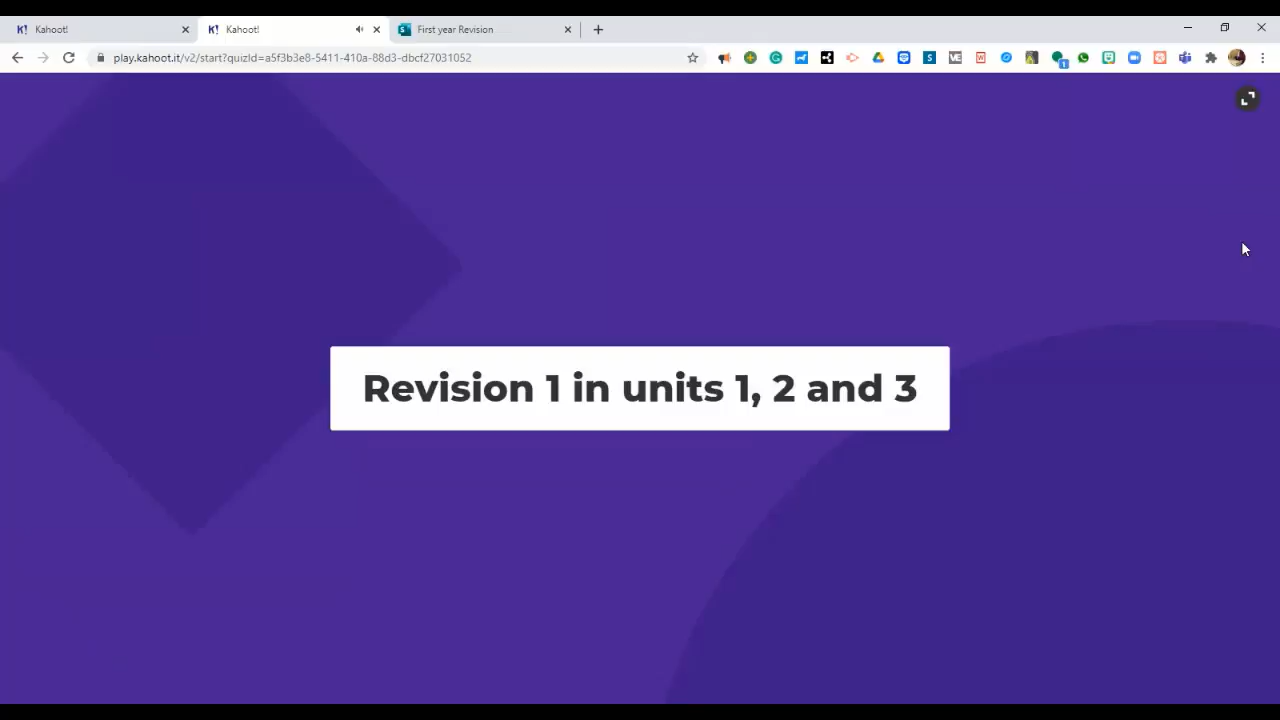 K! Kahoot!
K! Kahoot!
S First year Revision
play.kahoot.it/v2/start?quizId=a5f3b3e8-5411-410a-88d3-dbcf27031052
Revision 1 in units 1, 2 and 3